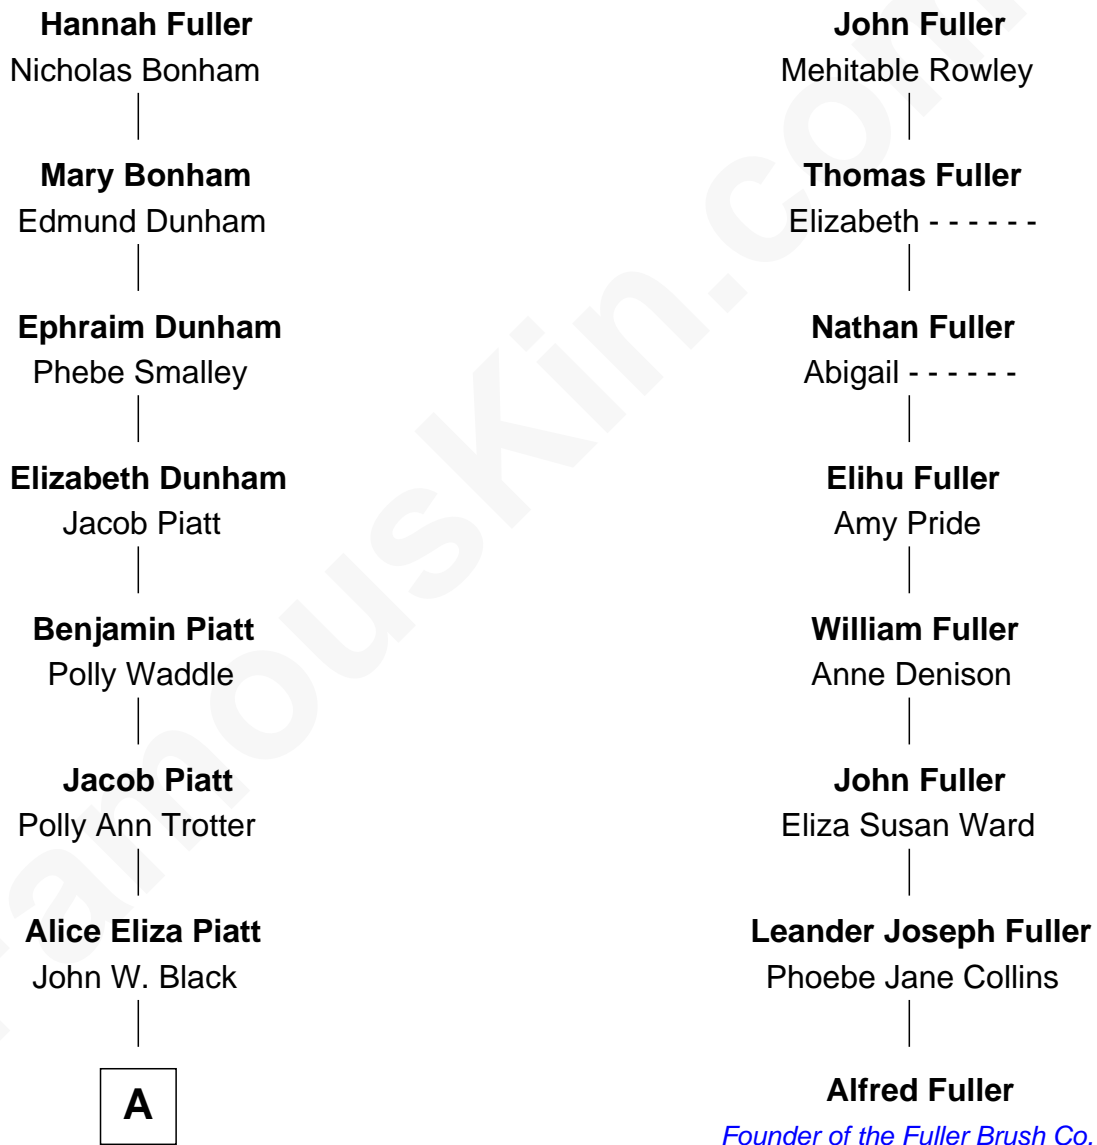 Hannah Fuller
Nicholas Bonham
Mary Bonham
Edmund Dunham
Ephraim Dunham
Phebe Smalley
Elizabeth Dunham
Jacob Piatt
Benjamin Piatt
Polly Waddle
Jacob Piatt
Polly Ann Trotter
Alice Eliza Piatt
John W. Black
A
John Fuller
Mehitable Rowley
Thomas Fuller
Elizabeth - - - - - -
Nathan Fuller
Abigail - - - - - -
Elihu Fuller
Amy Pride
William Fuller
Anne Denison
John Fuller
Eliza Susan Ward
Leander Joseph Fuller
Phoebe Jane Collins
Alfred Fuller
Founder of the Fuller Brush Co.
FamousKin.com